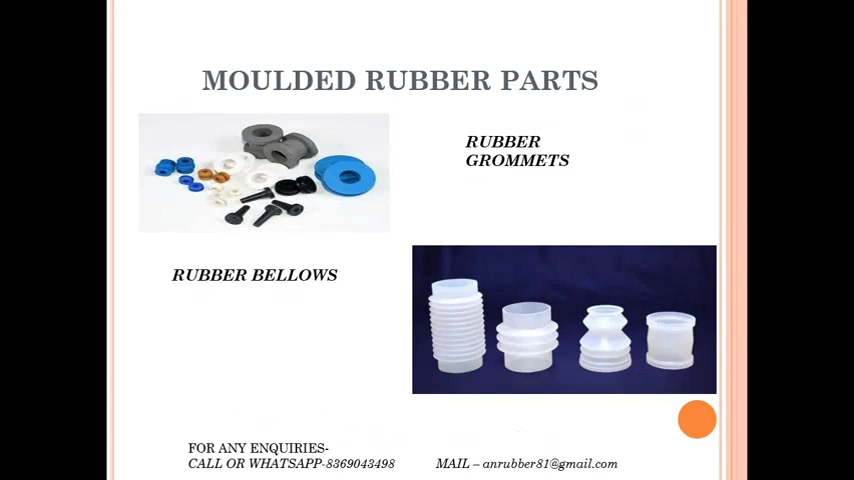 MOULDED RUBBER PARTS
RUBBER
GROMMETS
RUBBER BELLOWS
FOR ANY ENQUIRIES-
CALL OR WHATSAPP-8369043498
MAIL – anrubber81@gmail.com